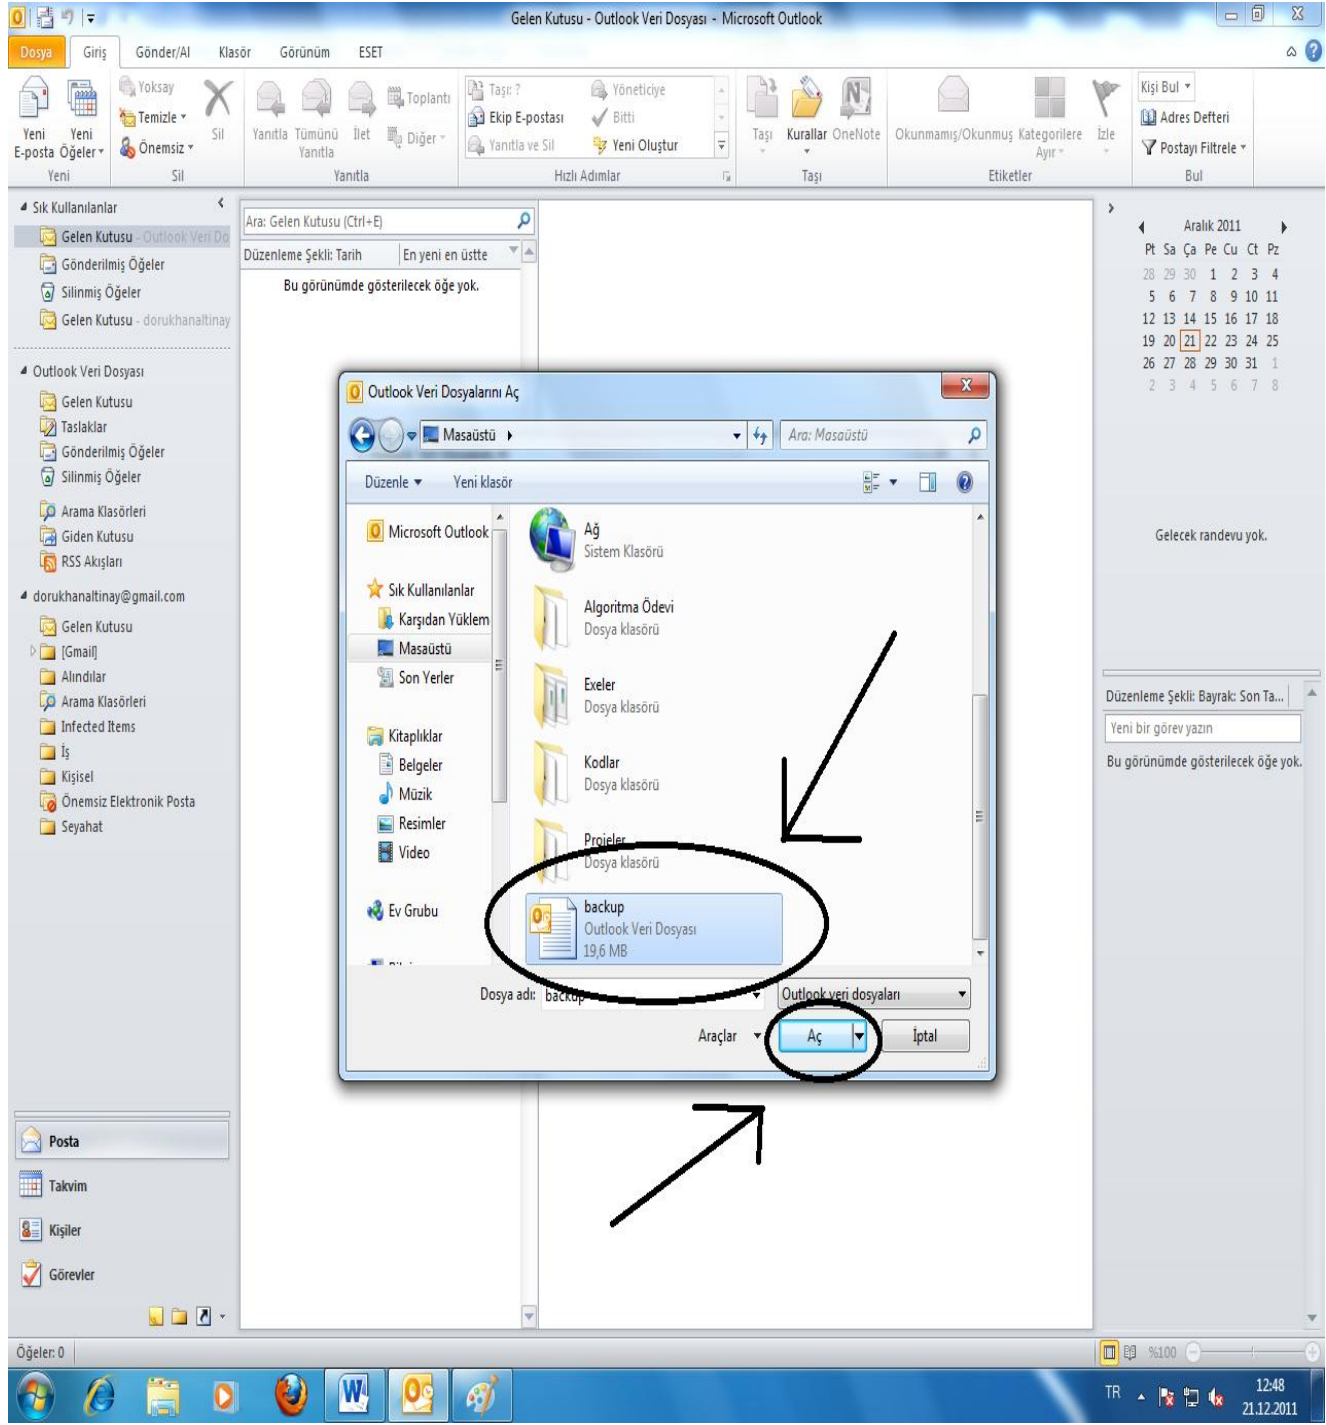 Gelen Kutusu - Outlook Veri Dosyası - Microsoft Outlook
Dosya Giriş Gönder/Al Klasör Görünüm ESET
Yeni E-posta
Yeni Öğeler
Yoksay
Temizle
Önemsiz
Sil
Yanıtla
Tümünü Yanıtla
İlet
Toplantı
Diğer
Taşı: ?
Ekip E-postası
Yanıtla ve Sil
Yöneticiye
Bitti
Yeni Oluştur
Taşı
Kurallar
OneNote
Okunmamış/Okunmuş
Kategorilere Ayır
İzle
Kişi Bul
Adres Defteri
Postayı Filtrele
Yeni Sil Yanıtla Hızlı Adımlar Taşı Etiketler Bul
Sık Kullanılanlar
Gelen Kutusu - Outlook Veri Do
Gönderilmiş Öğeler
Silinmiş Öğeler
Gelen Kutusu - dorukhanaltinay
Outlook Veri Dosyası
Gelen Kutusu
Taslaklar
Gönderilmiş Öğeler
Silinmiş Öğeler
Arama Klasörleri
Giden Kutusu
RSS Akışları
dorukhanaltinay@gmail.com
Gelen Kutusu
[Gmail]
Alındılar
Arama Klasörleri
Infected Items
İş
Kişisel
Önemsiz Elektronik Posta
Seyahat
Posta
Takvim
Kişiler
Görevler
Ara: Gelen Kutusu (Ctrl+E)
Düzenleme Şekli: Tarih En yeni en üstte
Bu görünümde gösterilecek öğe yok.
Outlook Veri Dosyalarını Aç
Masaüstü
Ara: Masaüstü
Düzenle Yeni klasör
Microsoft Outlook
Sık Kullanılanlar
Karşıdan Yüklem
Masaüstü
Son Yerler
Kitaplıklar
Belgeler
Müzik
Resimler
Video
Ev Grubu
Ağ
Sistem Klasörü
Algoritma Ödevi
Dosya klasörü
Exeler
Dosya klasörü
Kodlar
Dosya klasörü
Projeler
Dosya klasörü
backup
Outlook Veri Dosyası
19,6 MB
Dosya adı: backup
Outlook veri dosyaları
Araçlar Aç İptal
Aralık 2011
Pt Sa Ça Pe Cu Ct Pz
28 29 30 1 2 3 4
5 6 7 8 9 10 11
12 13 14 15 16 17 18
19 20 21 22 23 24 25
26 27 28 29 30 31 1
2 3 4 5 6 7 8
Gelecek randevu yok.
Düzenleme Şekli: Bayrak: Son Ta...
Yeni bir görev yazın
Bu görünümde gösterilecek öğe yok.
Öğeler: 0
%100
TR
12:48
21.12.2011